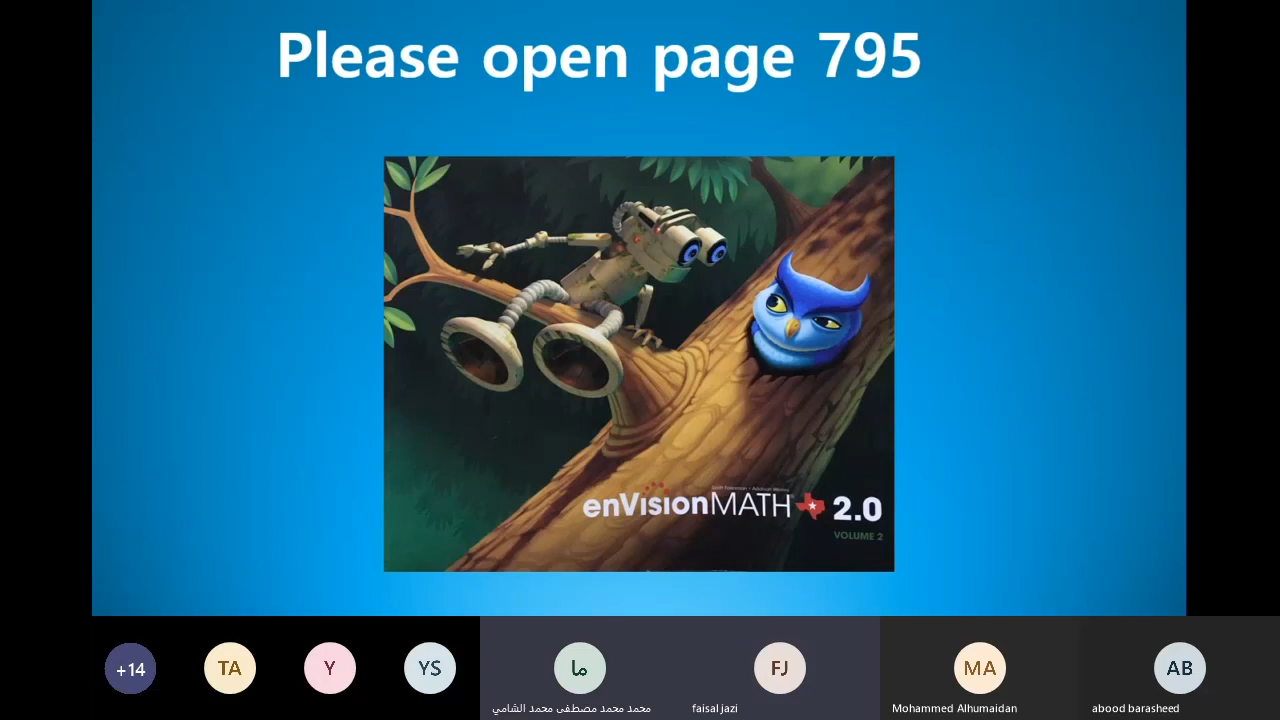 Please open page 795
enVisionMATH 2.0
VOLUME 2
+14
TA
Y
YS
ما
FJ
MA
AB
محمد محمد مصطفى محمد الشامي
faisal jazi
Mohammed Alhumaidan
abood barasheed